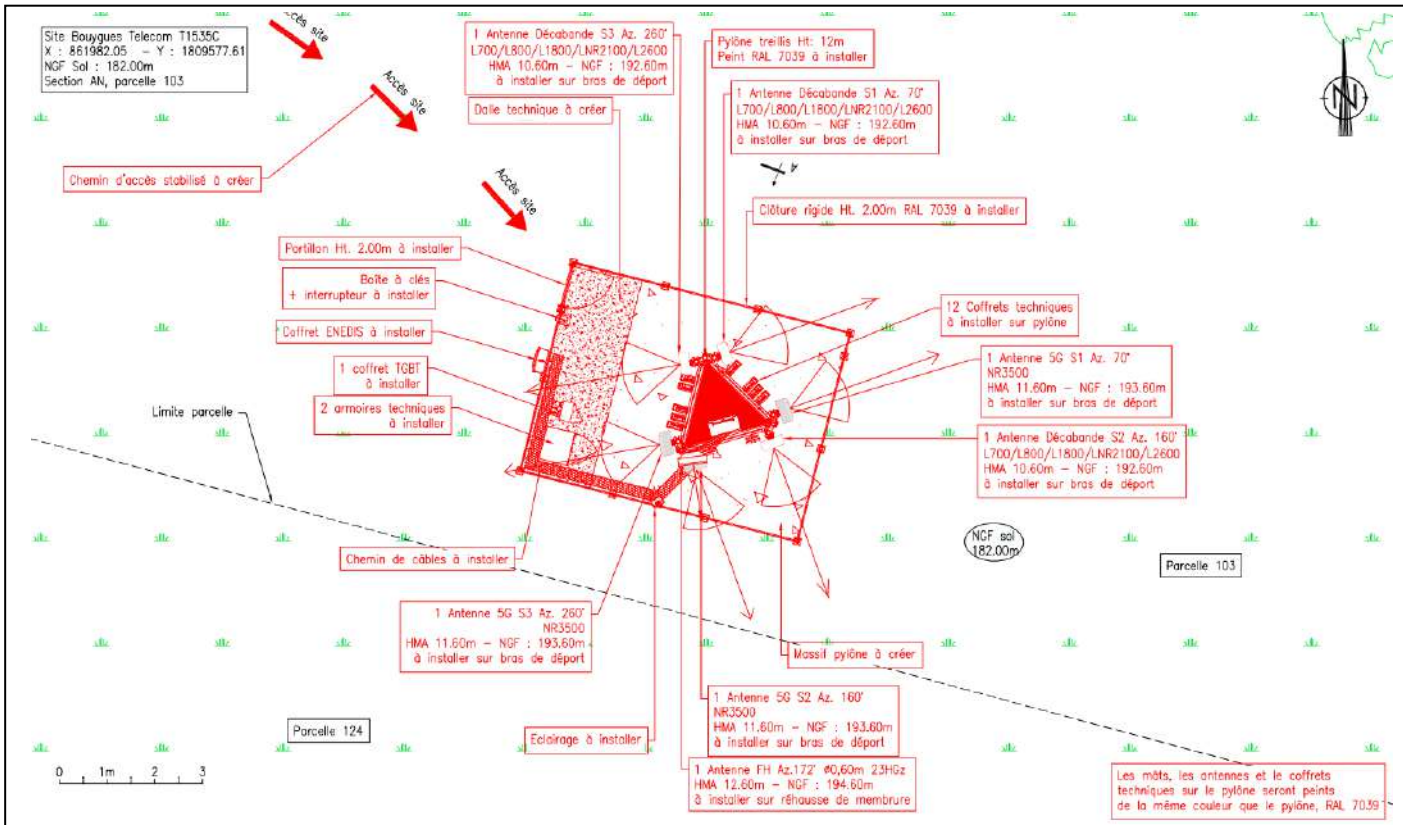 Site Bouygues Telecom T1535C
X : 861982.05 – Y : 1809577.61
NGF Sol : 182.00m
Section AN, parcelle 103
Accès site
Accès site
Accès site
1 Antenne Décabande S3 Az. 260°
L700/L800/L1800/LNR2100/L2600
HMA 10.60m – NGF : 192.60m
à installer sur bras de déport
Pylône treillis Ht: 12m
Peint RAL 7039 à installer
1 Antenne Décabande S1 Az. 70°
L700/L800/L1800/LNR2100/L2600
HMA 10.60m – NGF : 192.60m
à installer sur bras de déport
N
Dalle technique à créer
A
Chemin d'accès stabilisé à créer
Clôture rigide Ht. 2.00m RAL 7039 à installer
Portillon Ht. 2.00m à installer
Boîte à clés
+ interrupteur à installer
Coffret ENEDIS à installer
1 coffret TGBT
à installer
2 armoires techniques
à installer
12 Coffrets techniques
à installer sur pylône
1 Antenne 5G S1 Az. 70°
NR3500
HMA 11.60m – NGF : 193.60m
à installer sur bras de déport
Limite parcelle
1 Antenne Décabande S2 Az. 160°
L700/L800/L1800/LNR2100/L2600
HMA 10.60m – NGF : 192.60m
à installer sur bras de déport
NGF sol
182.00m
Parcelle 103
Chemin de câbles à installer
1 Antenne 5G S3 Az. 260°
NR3500
HMA 11.60m – NGF : 193.60m
à installer sur bras de déport
Massif pylône à créer
1 Antenne 5G S2 Az. 160°
NR3500
HMA 11.60m – NGF : 193.60m
à installer sur bras de déport
Parcelle 124
Eclairage à installer
1 Antenne FH Az.172° ø0,60m 23HGz
HMA 12.60m – NGF : 194.60m
à installer sur réhausse de membrure
0 1m 2 3
Les mâts, les antennes et le coffrets
techniques sur le pylône seront peints
de la même couleur que le pylône, RAL 7039